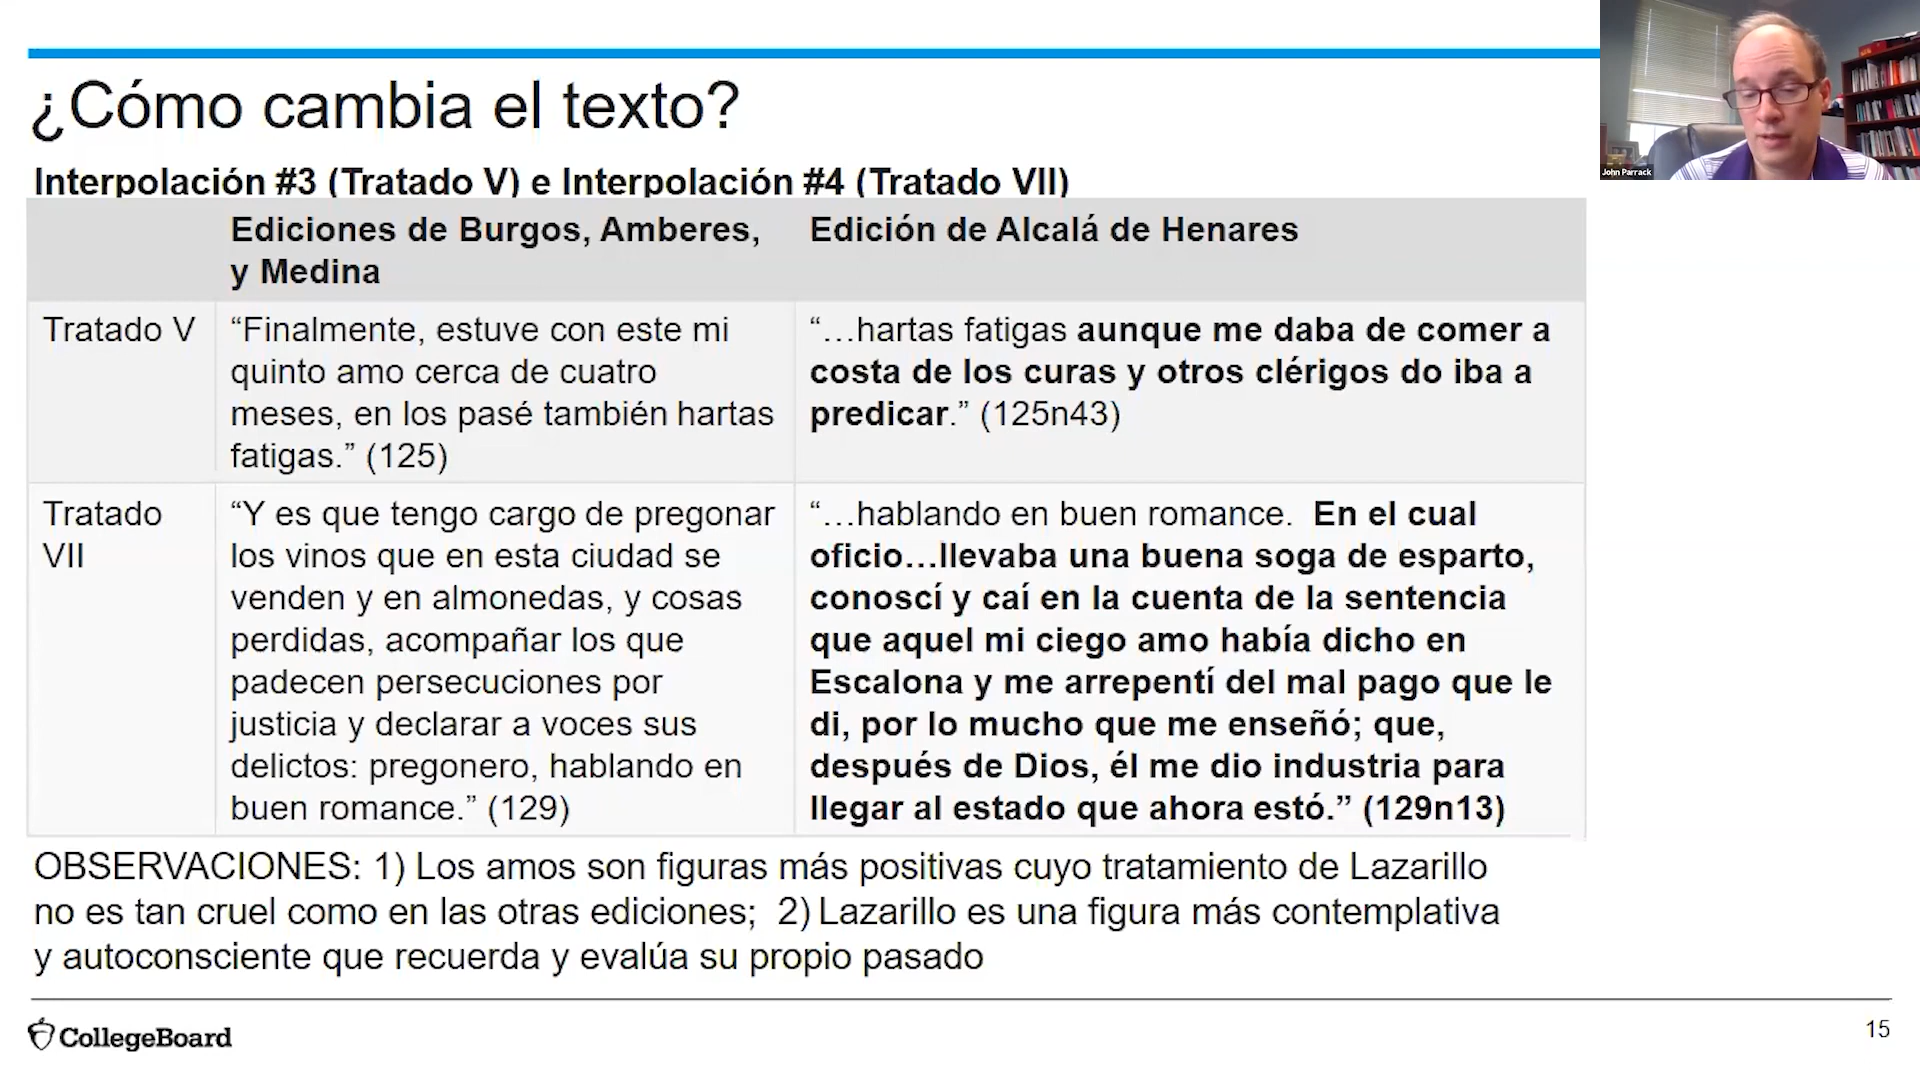 ¿Cómo cambia el texto?
Interpolación #3 (Tratado V) e Interpolación #4 (Tratado VII)
Ediciones de Burgos, Amberes,
y Medina
Edición de Alcalá de Henares
Tratado V
“Finalmente, estuve con este mi
quinto amo cerca de cuatro
meses, en los pasé también hartas
fatigas.” (125)
“…hartas fatigas aunque me daba de comer a
costa de los curas y otros clérigos do iba a
predicar.” (125n43)
Tratado
VII
“Y es que tengo cargo de pregonar
los vinos que en esta ciudad se
venden y en almonedas, y cosas
perdidas, acompañar los que
padecen persecuciones por
justicia y declarar a voces sus
delictos: pregonero, hablando en
buen romance.” (129)
“…hablando en buen romance. En el cual
oficio…llevaba una buena soga de esparto,
conoscí y caí en la cuenta de la sentencia
que aquel mi ciego amo había dicho en
Escalona y me arrepentí del mal pago que le
di, por lo mucho que me enseñó; que,
después de Dios, él me dio industria para
llegar al estado que ahora estó.” (129n13)
OBSERVACIONES: 1) Los amos son figuras más positivas cuyo tratamiento de Lazarillo
no es tan cruel como en las otras ediciones; 2) Lazarillo es una figura más contemplativa
y autoconsciente que recuerda y evalúa su propio pasado
CollegeBoard
15
John Parrack